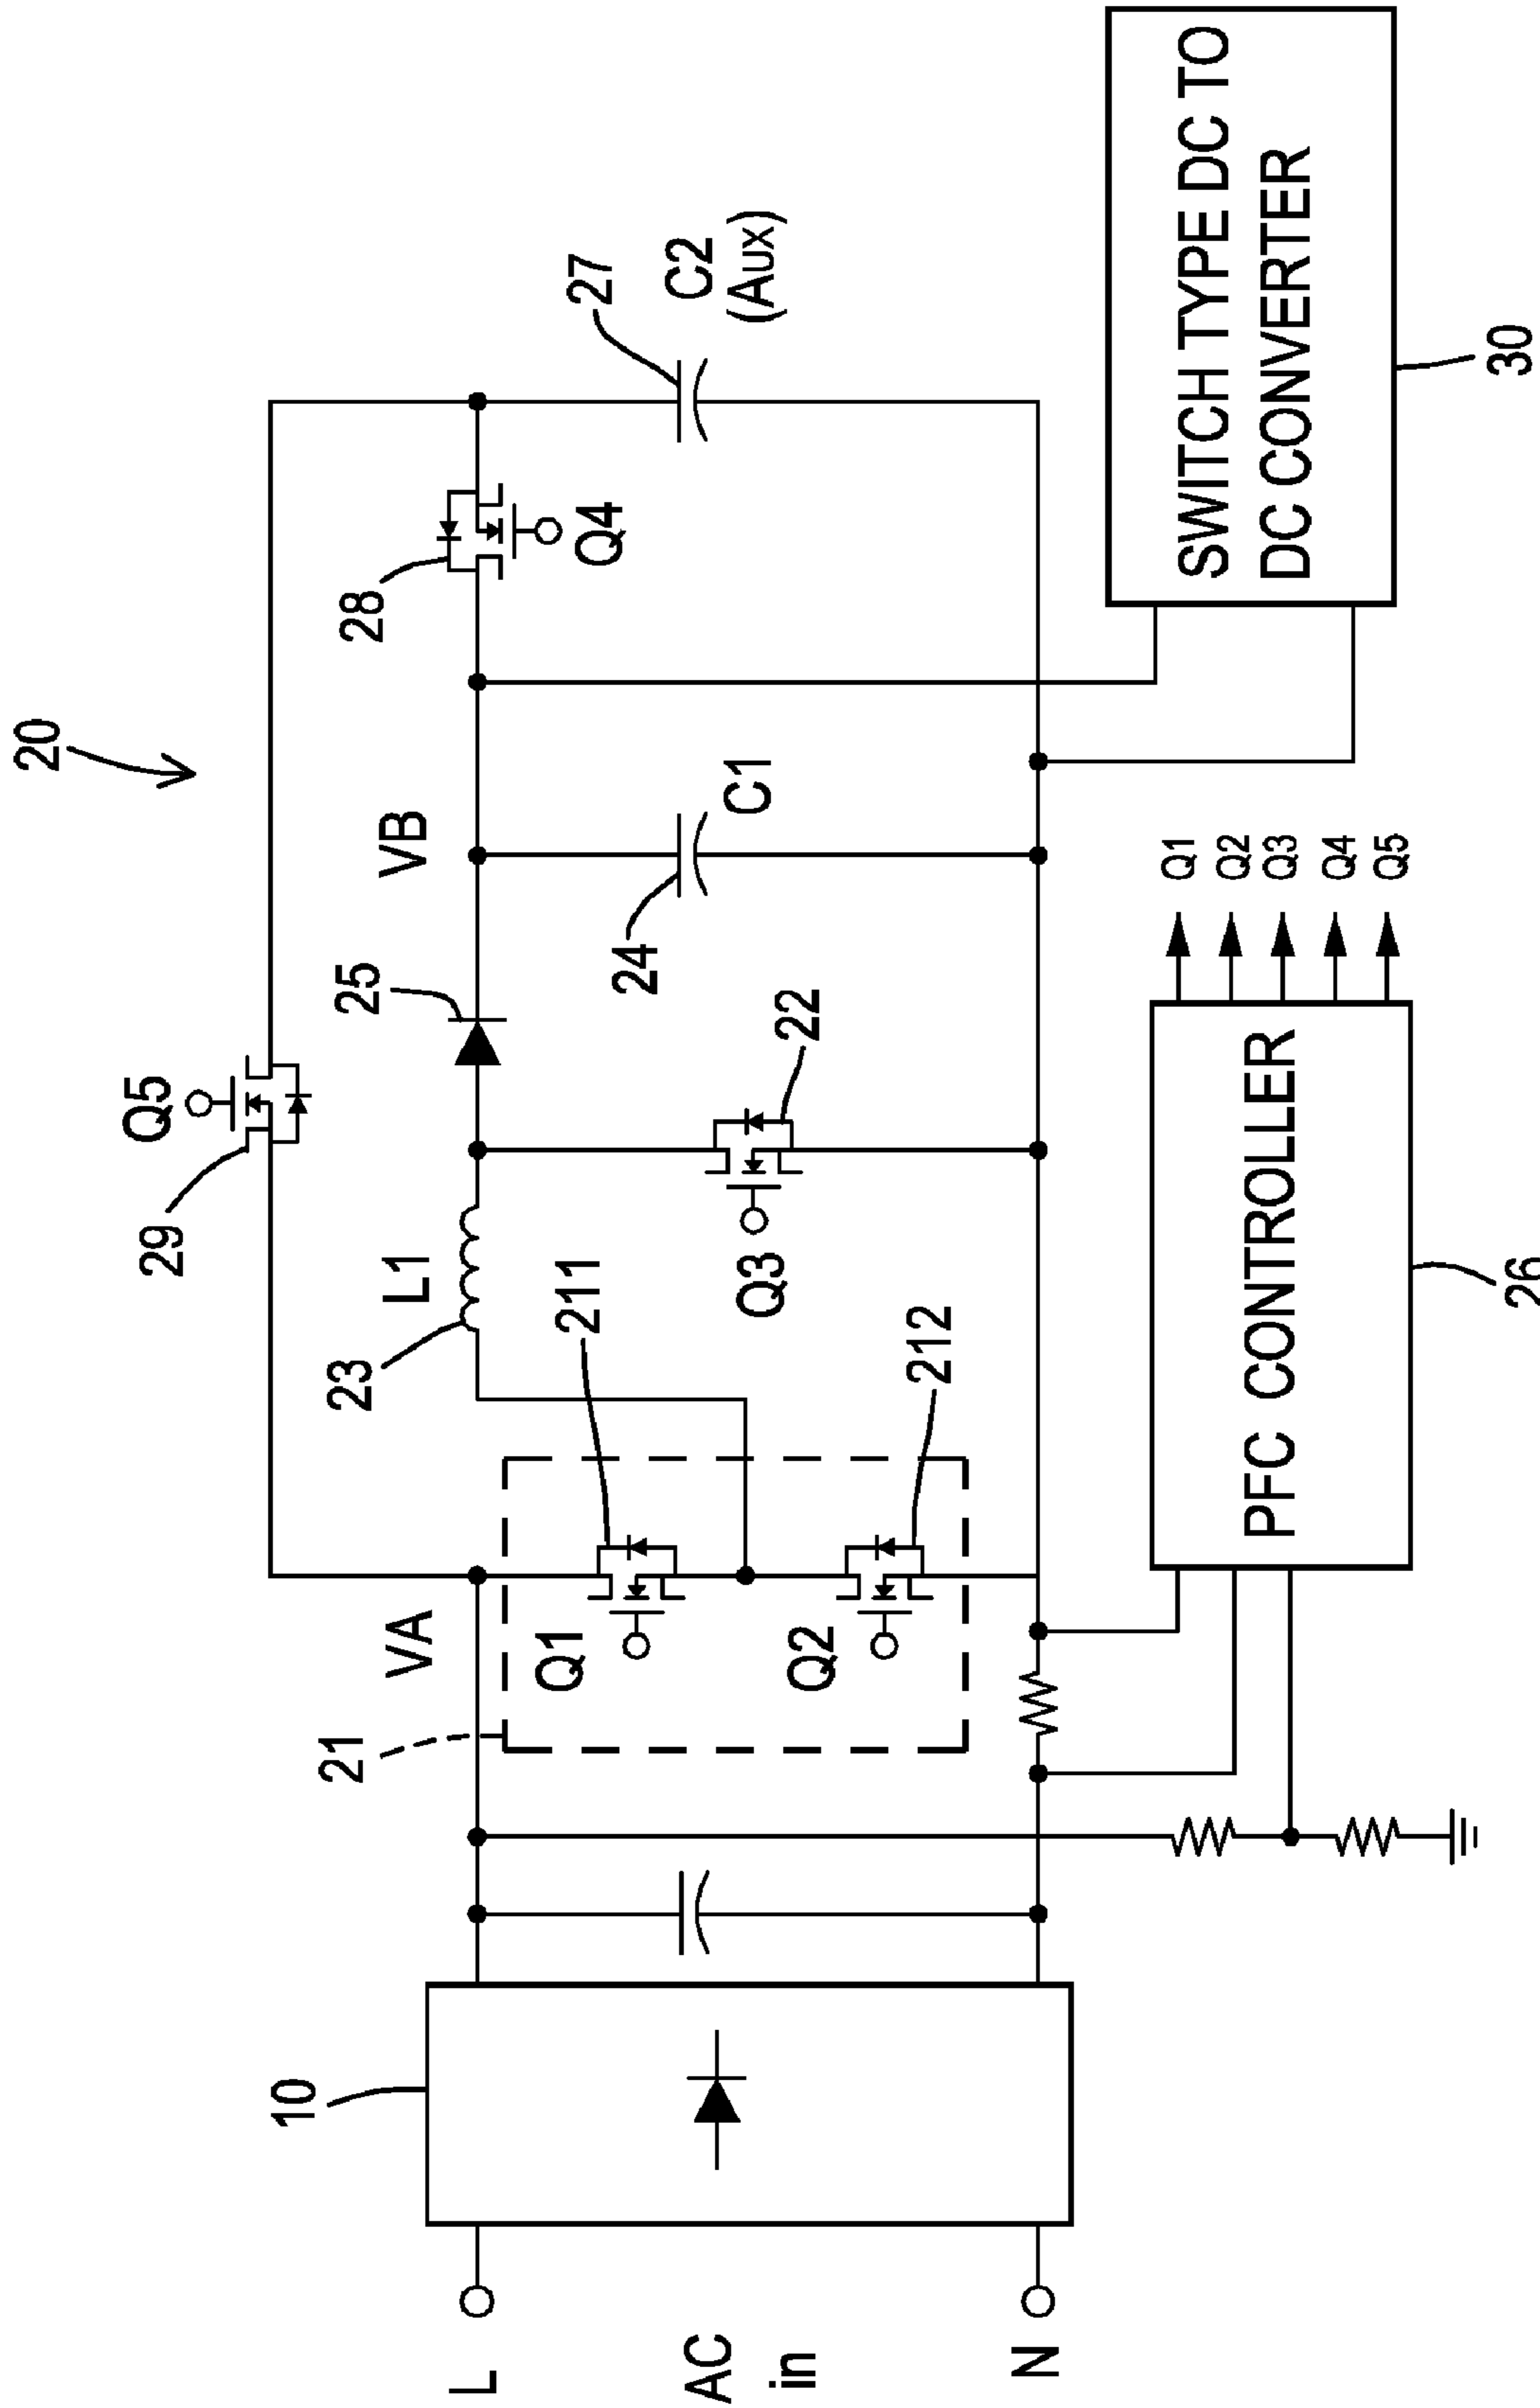 20
Q5
29
VA
VB
21
L1
23
25
28
Q4
27
C2
(AUX)
24
C1
211
Q1
22
Q3
212
Q2
10
L
AC
in
N
PFC CONTROLLER
26
Q1
Q2
Q3
Q4
Q5
SWITCH TYPE DC TO
DC CONVERTER
30